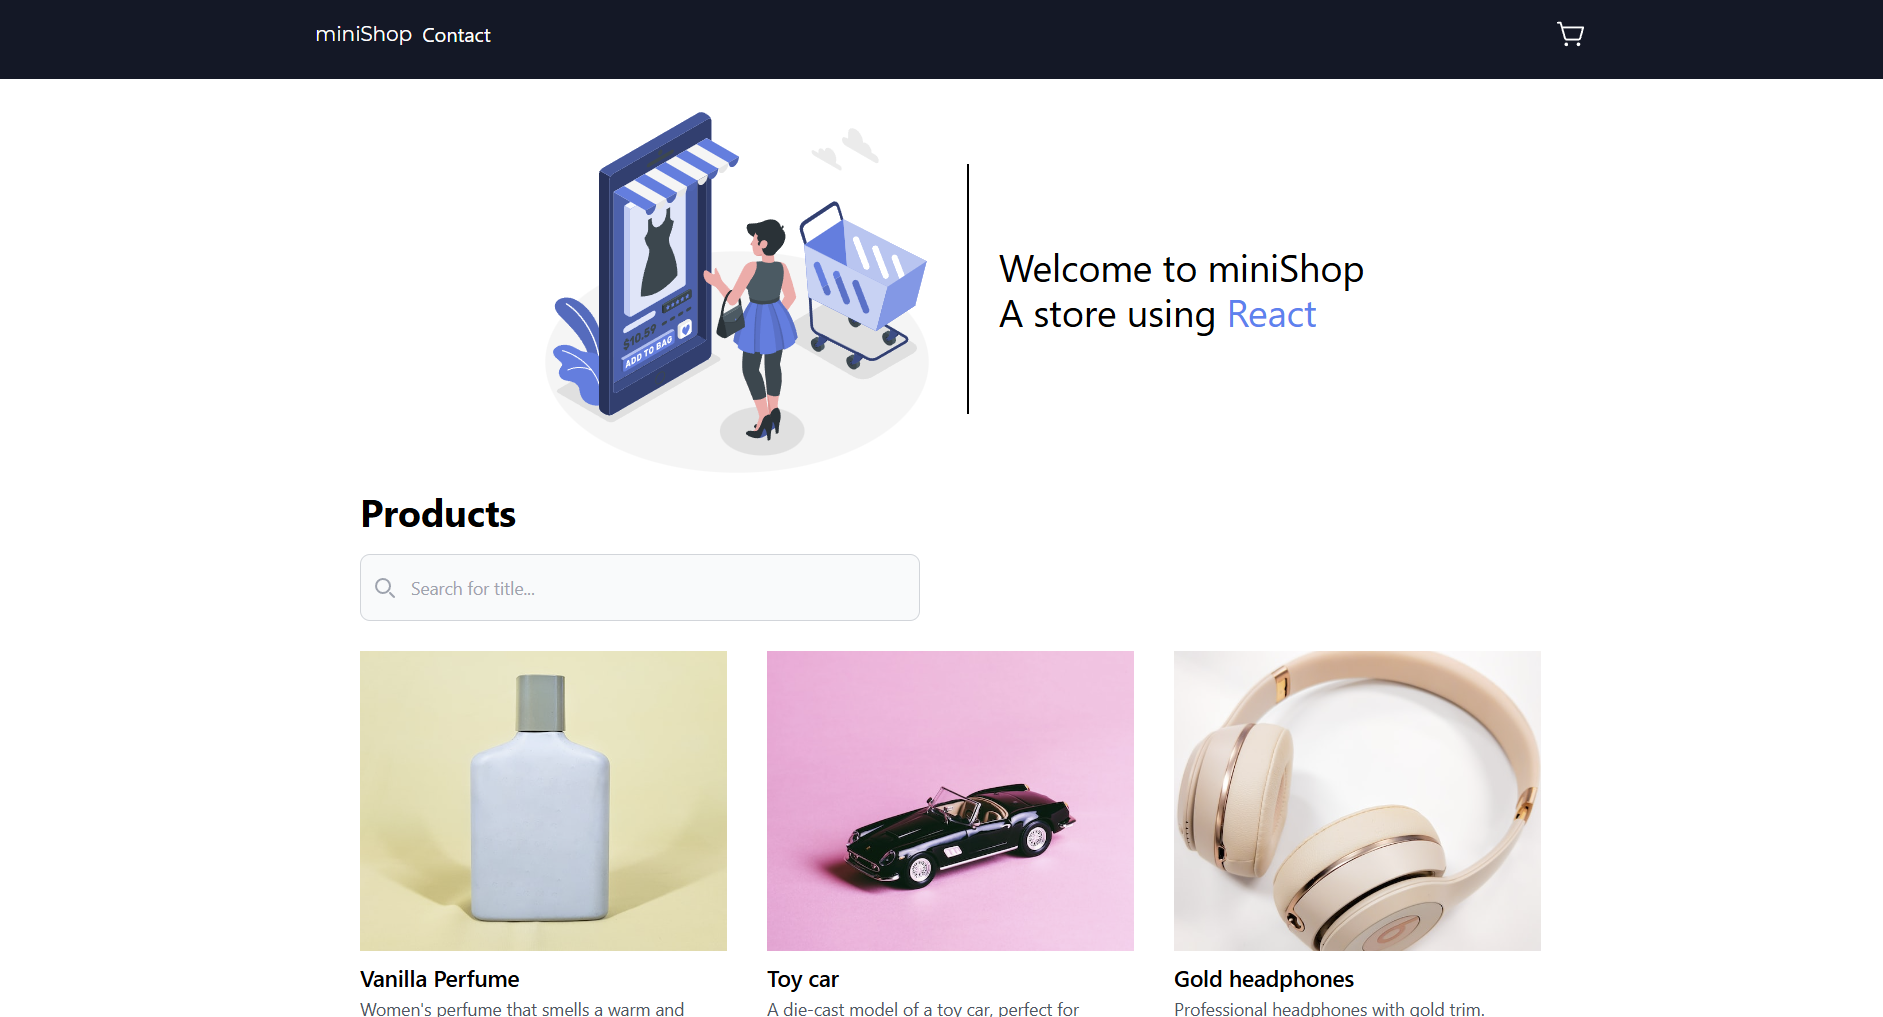 miniShop Contact
$10.59
ADD TO BAG
Welcome to miniShop
A store using React
Products
Search for title...
Vanilla Perfume
Women's perfume that smells a warm and
Toy car
A die-cast model of a toy car, perfect for
Gold headphones
Professional headphones with gold trim.